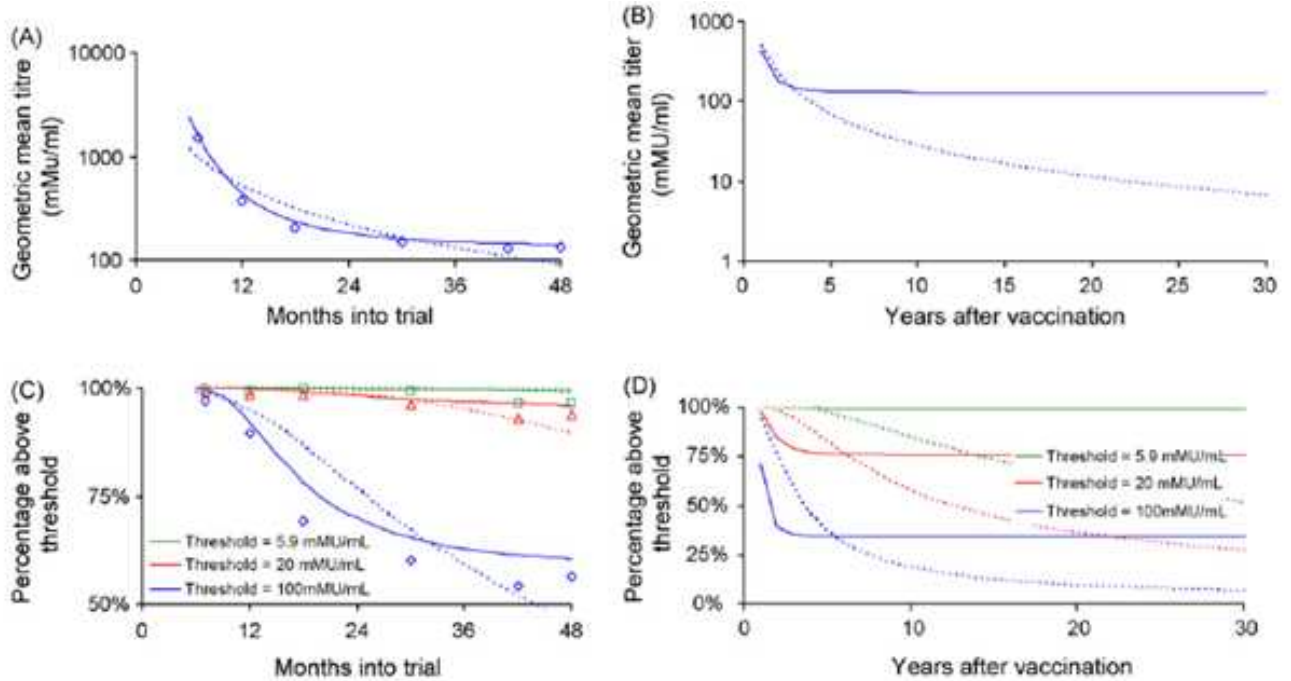 (A)
10000
1000
100
Geometric mean titre
(mMu/ml)
0 12 24 36 48
Months into trial
(B)
1000
100
10
1
Geometric mean titer
(mMU/ml)
0 5 10 15 20 25 30
Years after vaccination
(C)
100%
75%
50%
Percentage above
threshold
Threshold = 5.9 mMU/mL
Threshold = 20 mMU/mL
Threshold = 100mMU/mL
0 12 24 36 48
Months into trial
(D)
100%
75%
50%
25%
0%
Percentage above
threshold
Threshold = 5.9 mMU/mL
Threshold = 20 mMU/mL
Threshold = 100mMU/mL
0 10 20 30
Years after vaccination